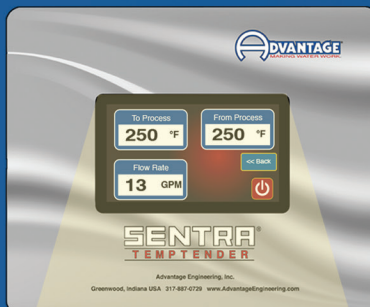 ADVANTAGE
MAKING WATER WORK.
To Process
250 °F
From Process
250 °F
Flow Rate
13 GPM
<< Back
SENTRA®
TEMPTENDER
Advantage Engineering, Inc.
Greenwood, Indiana USA 317-887-0729 www.AdvantageEngineering.com